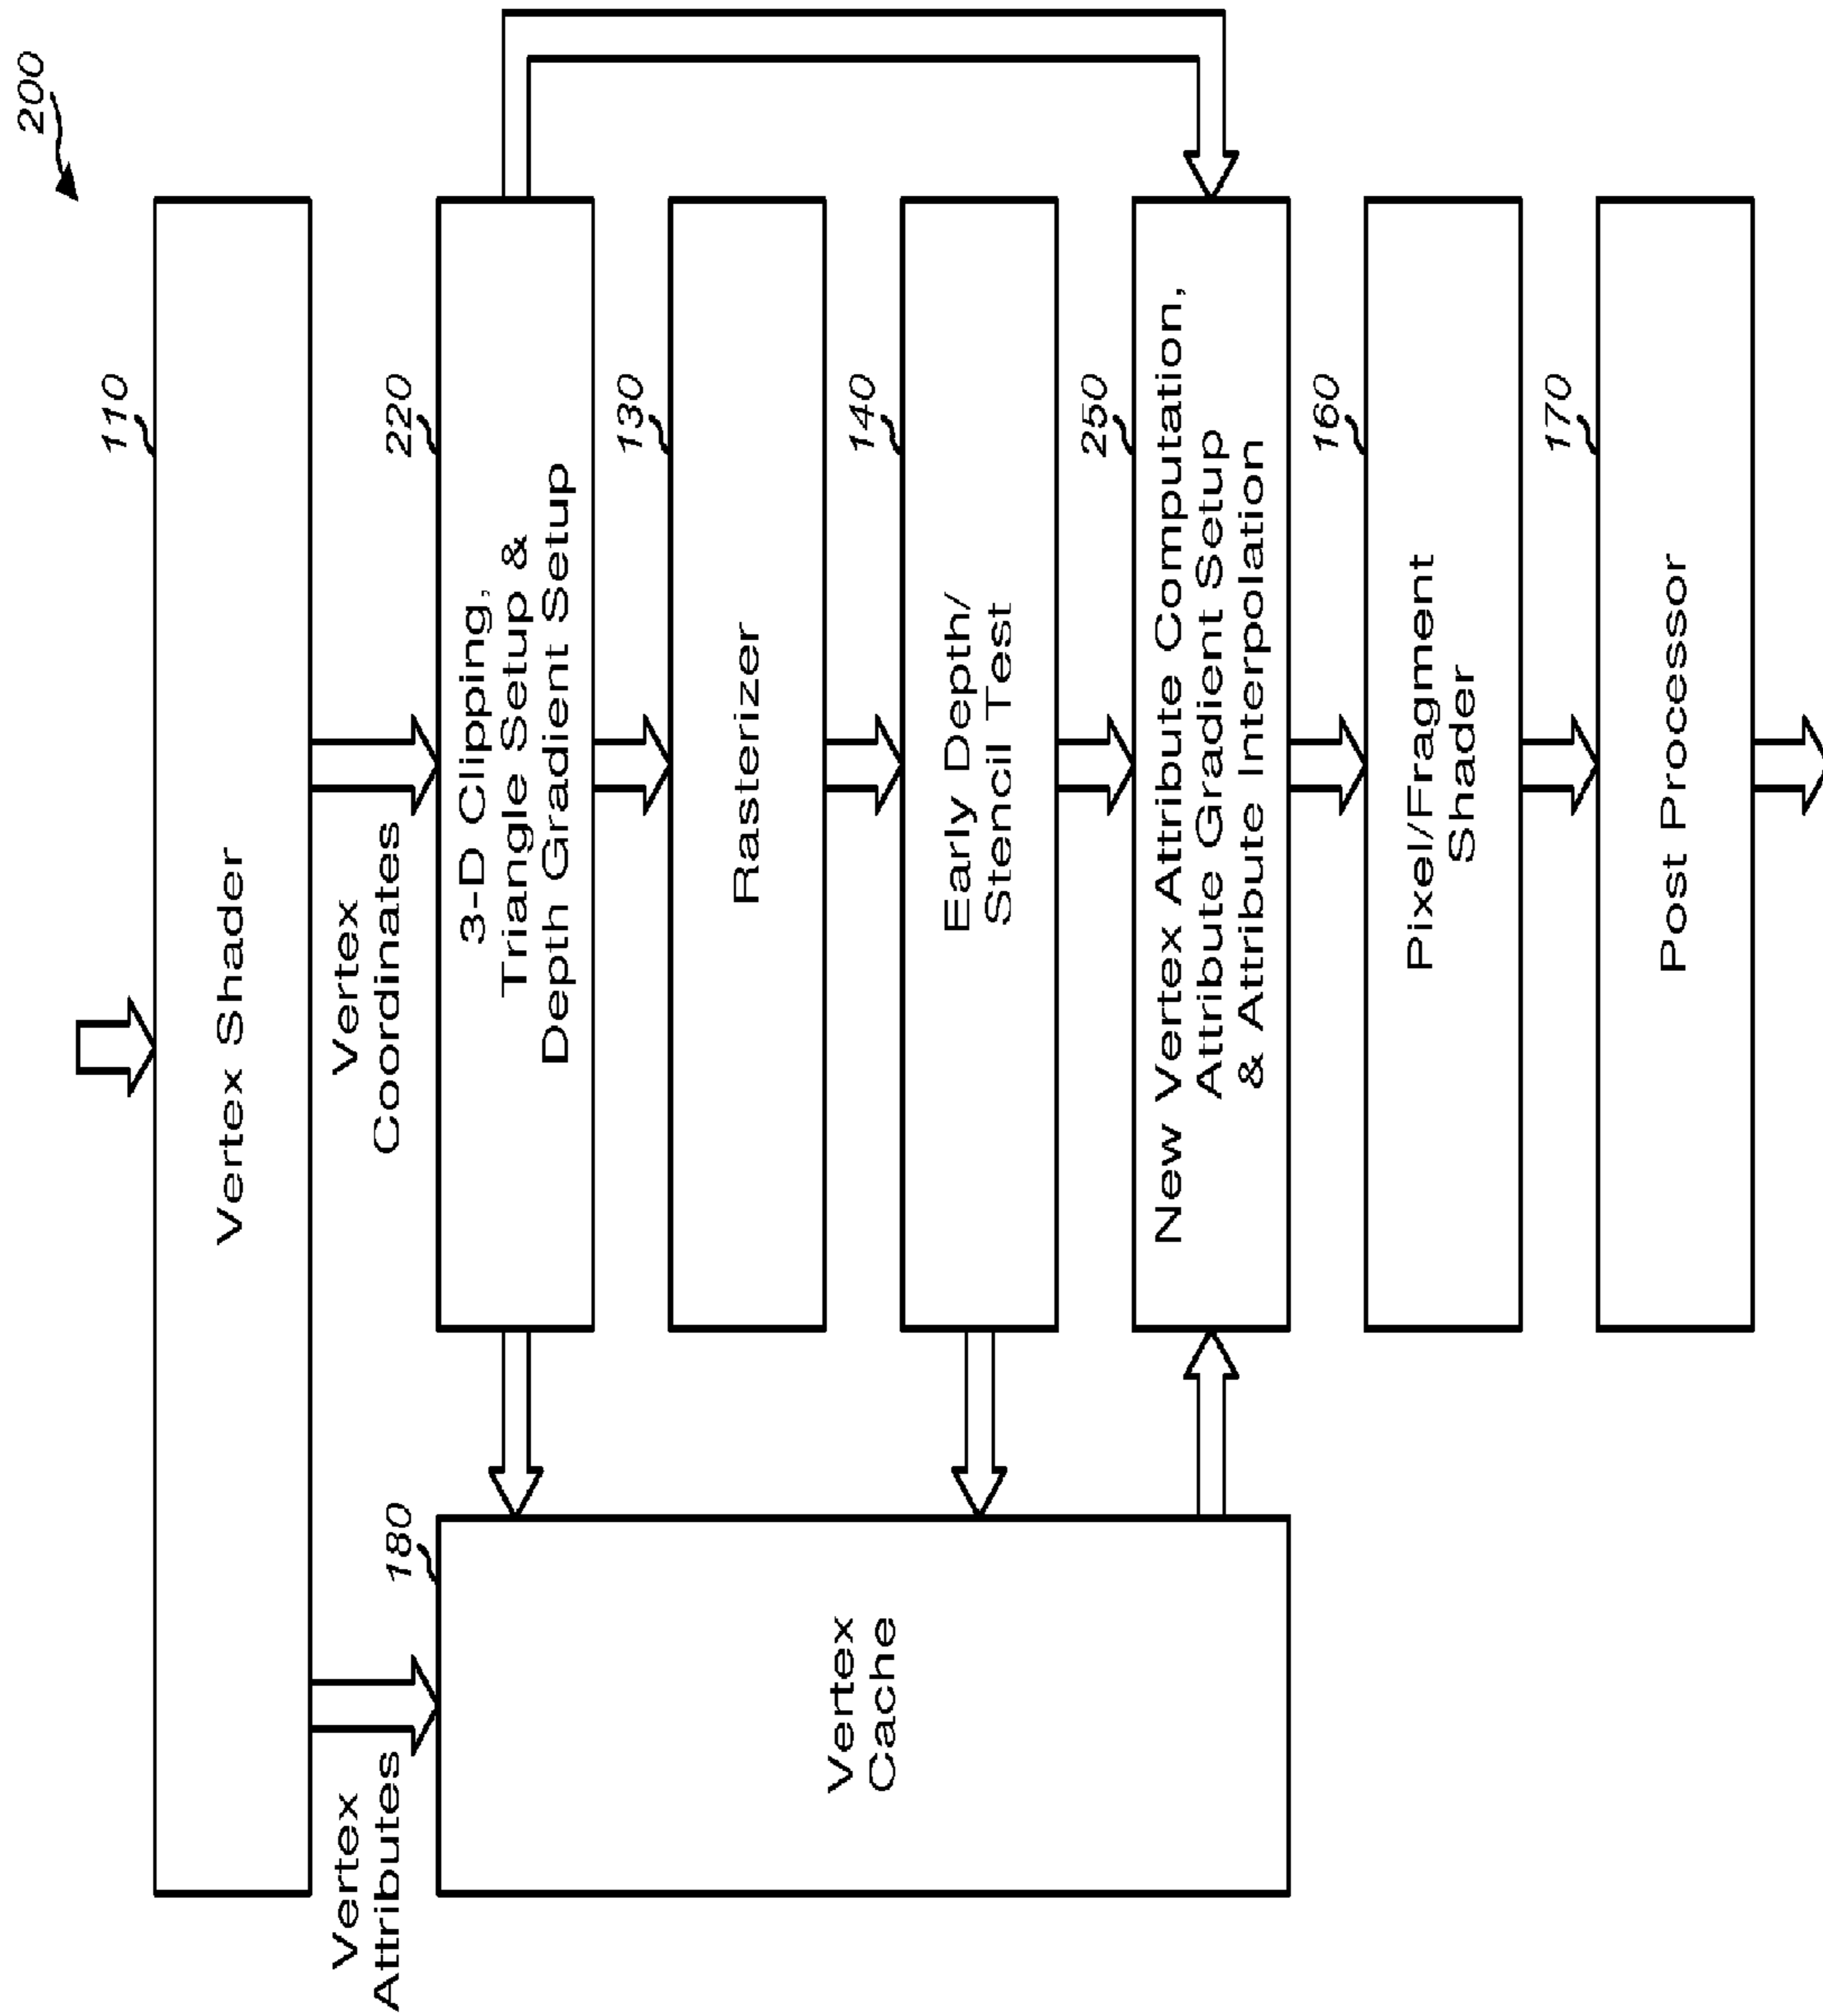 200
110
Vertex Shader
Vertex
Attributes
Vertex
Coordinates
180
Vertex
Cache
220
3-D Clipping,
Triangle Setup &
Depth Gradient Setup
130
Rasterizer
140
Early Depth/
Stencil Test
250
New Vertex Attribute Computation,
Attribute Gradient Setup
& Attribute Interpolation
160
Pixel/Fragment
Shader
170
Post Processor